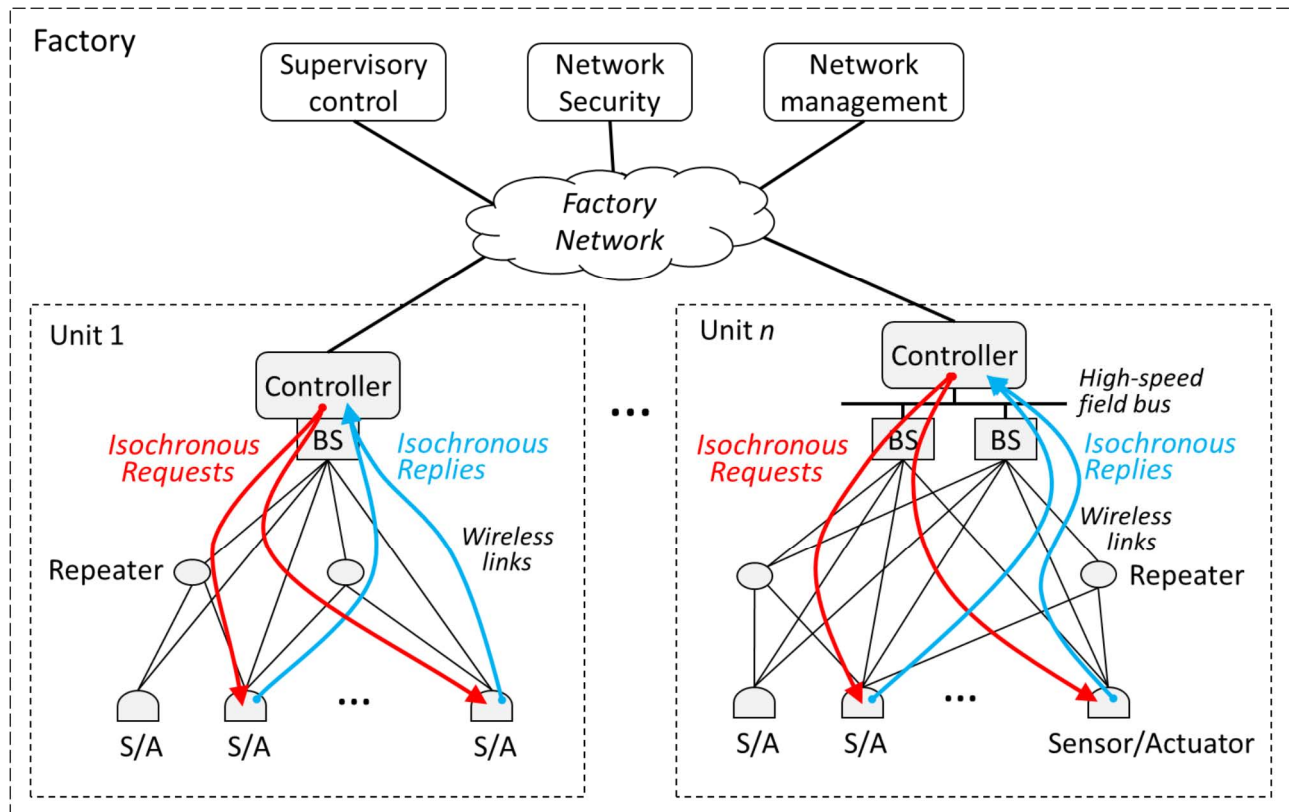 Factory
Supervisory
control
Network
Security
Network
management
Factory
Network
Unit 1
Controller
BS
Isochronous
Requests
Isochronous
Replies
Wireless
links
Repeater
S/A
S/A
...
S/A
...
Unit n
Controller
High-speed
field bus
BS
BS
Isochronous
Requests
Isochronous
Replies
Wireless
links
Repeater
S/A
S/A
...
Sensor/Actuator